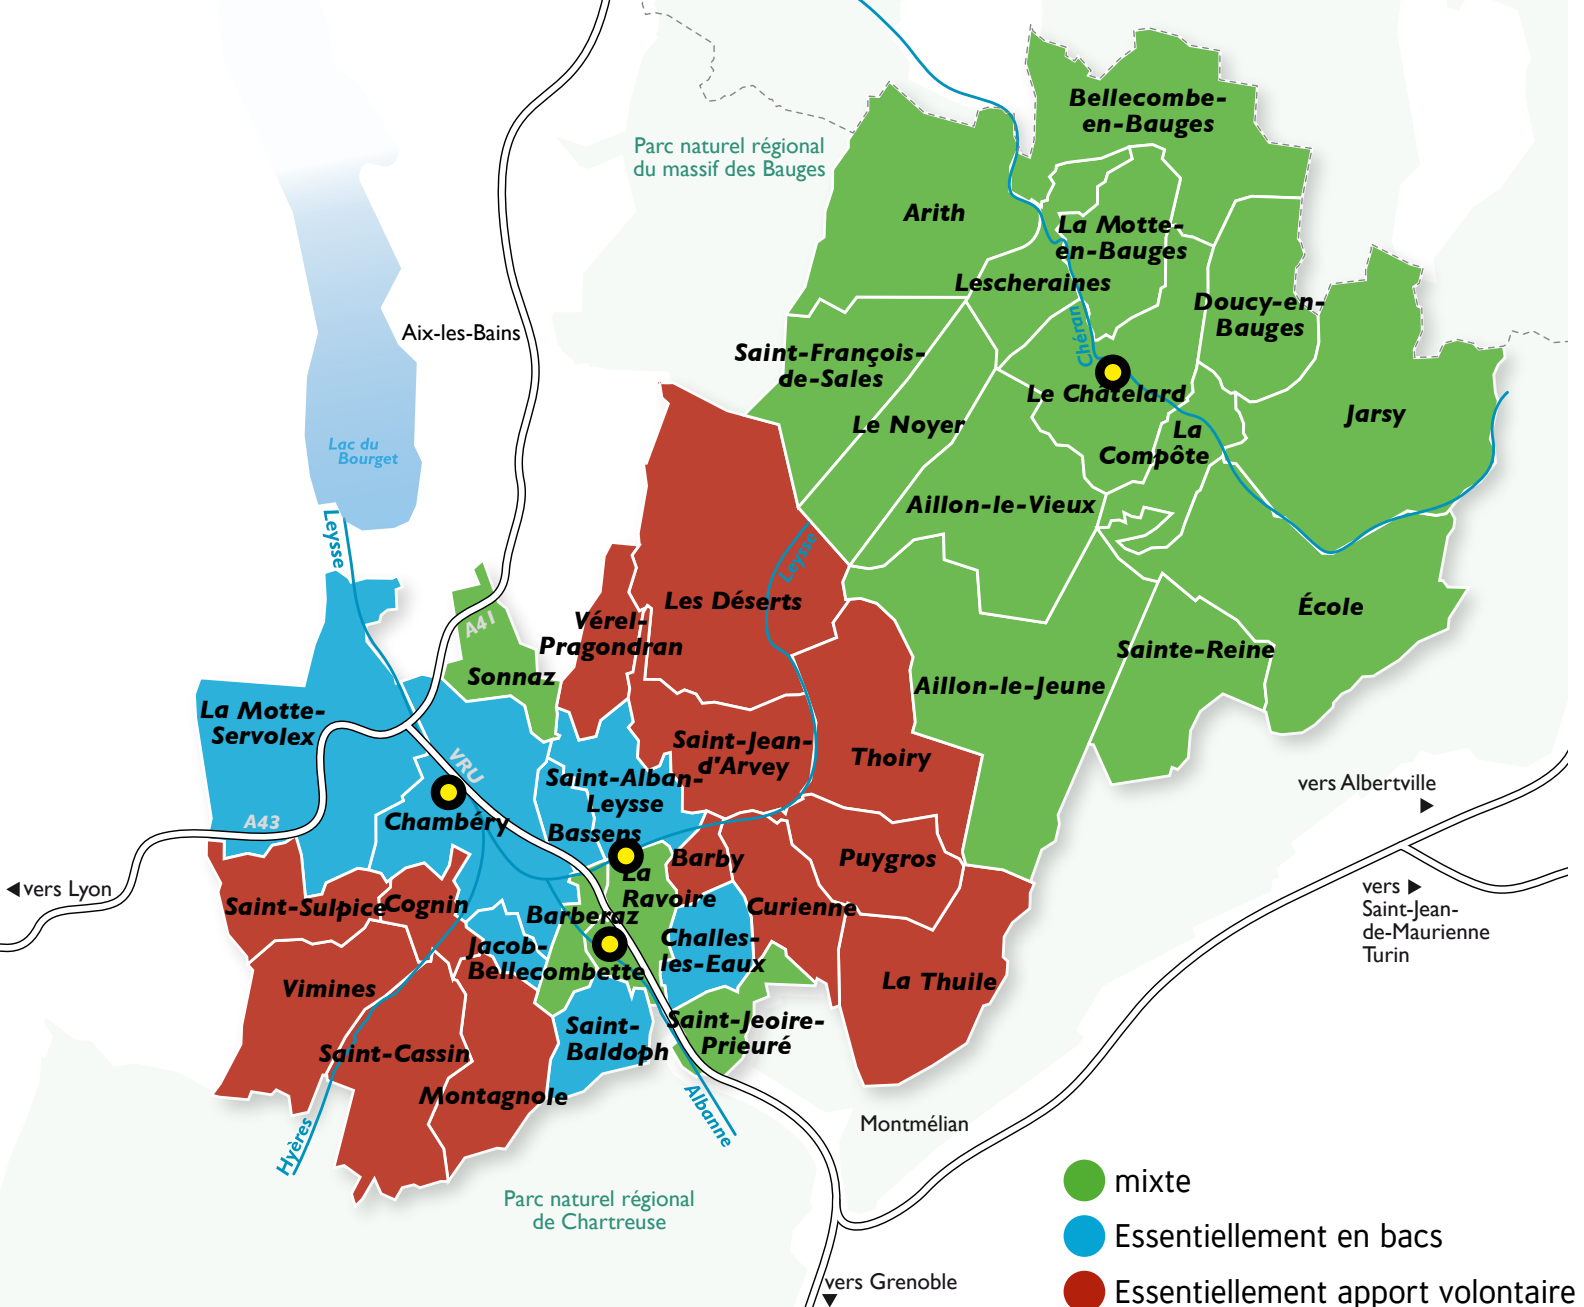 Bellecombe-
en-Bauges
Parc naturel régional
du massif des Bauges
Arith
La Motte-
en-Bauges
Lescheraines
Doucy-en-
Bauges
Aix-les-Bains
Chéran
Saint-François-
de-Sales
Le Châtelard
Jarsy
Le Noyer
La
Compôte
Lac du
Bourget
Aillon-le-Vieux
Leysse
Leysse
Les Déserts
École
Vérel-
Pragondran
A41
Sonnaz
Sainte-Reine
Aillon-le-Jeune
La Motte-
Servolex
Saint-Jean-
d'Arvey
Thoiry
VRU
Saint-Alban-
Leysse
vers Albertville
A43
Chambéry
Bassens
Barby
Puygros
vers Lyon
La
Ravoire
vers
Saint-Jean-
de-Maurienne
Turin
Saint-Sulpice
Cognin
Barberaz
Curienne
Jacob-
Bellecombette
Challes-
les-Eaux
La Thuile
Vimines
Saint-
Baldoph
Saint-Jeoire-
Prieuré
Saint-Cassin
Montagnole
Albanne
Hyères
Montmélian
Parc naturel régional
de Chartreuse
vers Grenoble
mixte
Essentiellement en bacs
Essentiellement apport volontaire